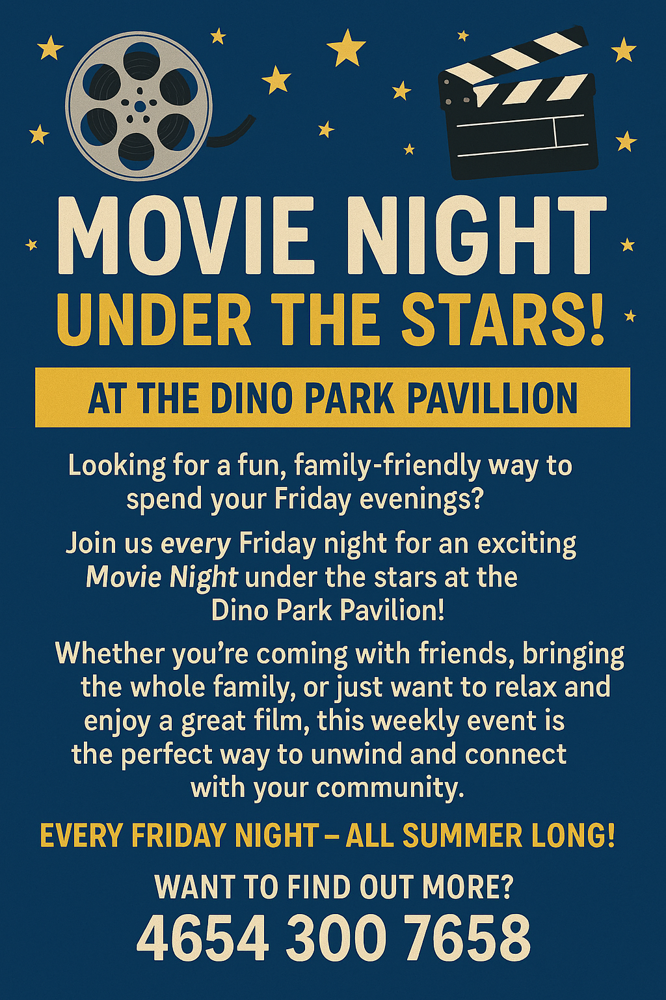 MOVIE NIGHT
UNDER THE STARS!
AT THE DINO PARK PAVILLION
Looking for a fun, family-friendly way to
spend your Friday evenings?
Join us every Friday night for an exciting
Movie Night under the stars at the
Dino Park Pavilion!
Whether you’re coming with friends, bringing
the whole family, or just want to relax and
enjoy a great film, this weekly event is
the perfect way to unwind and connect
with your community.
EVERY FRIDAY NIGHT – ALL SUMMER LONG!
WANT TO FIND OUT MORE?
4654 300 7658